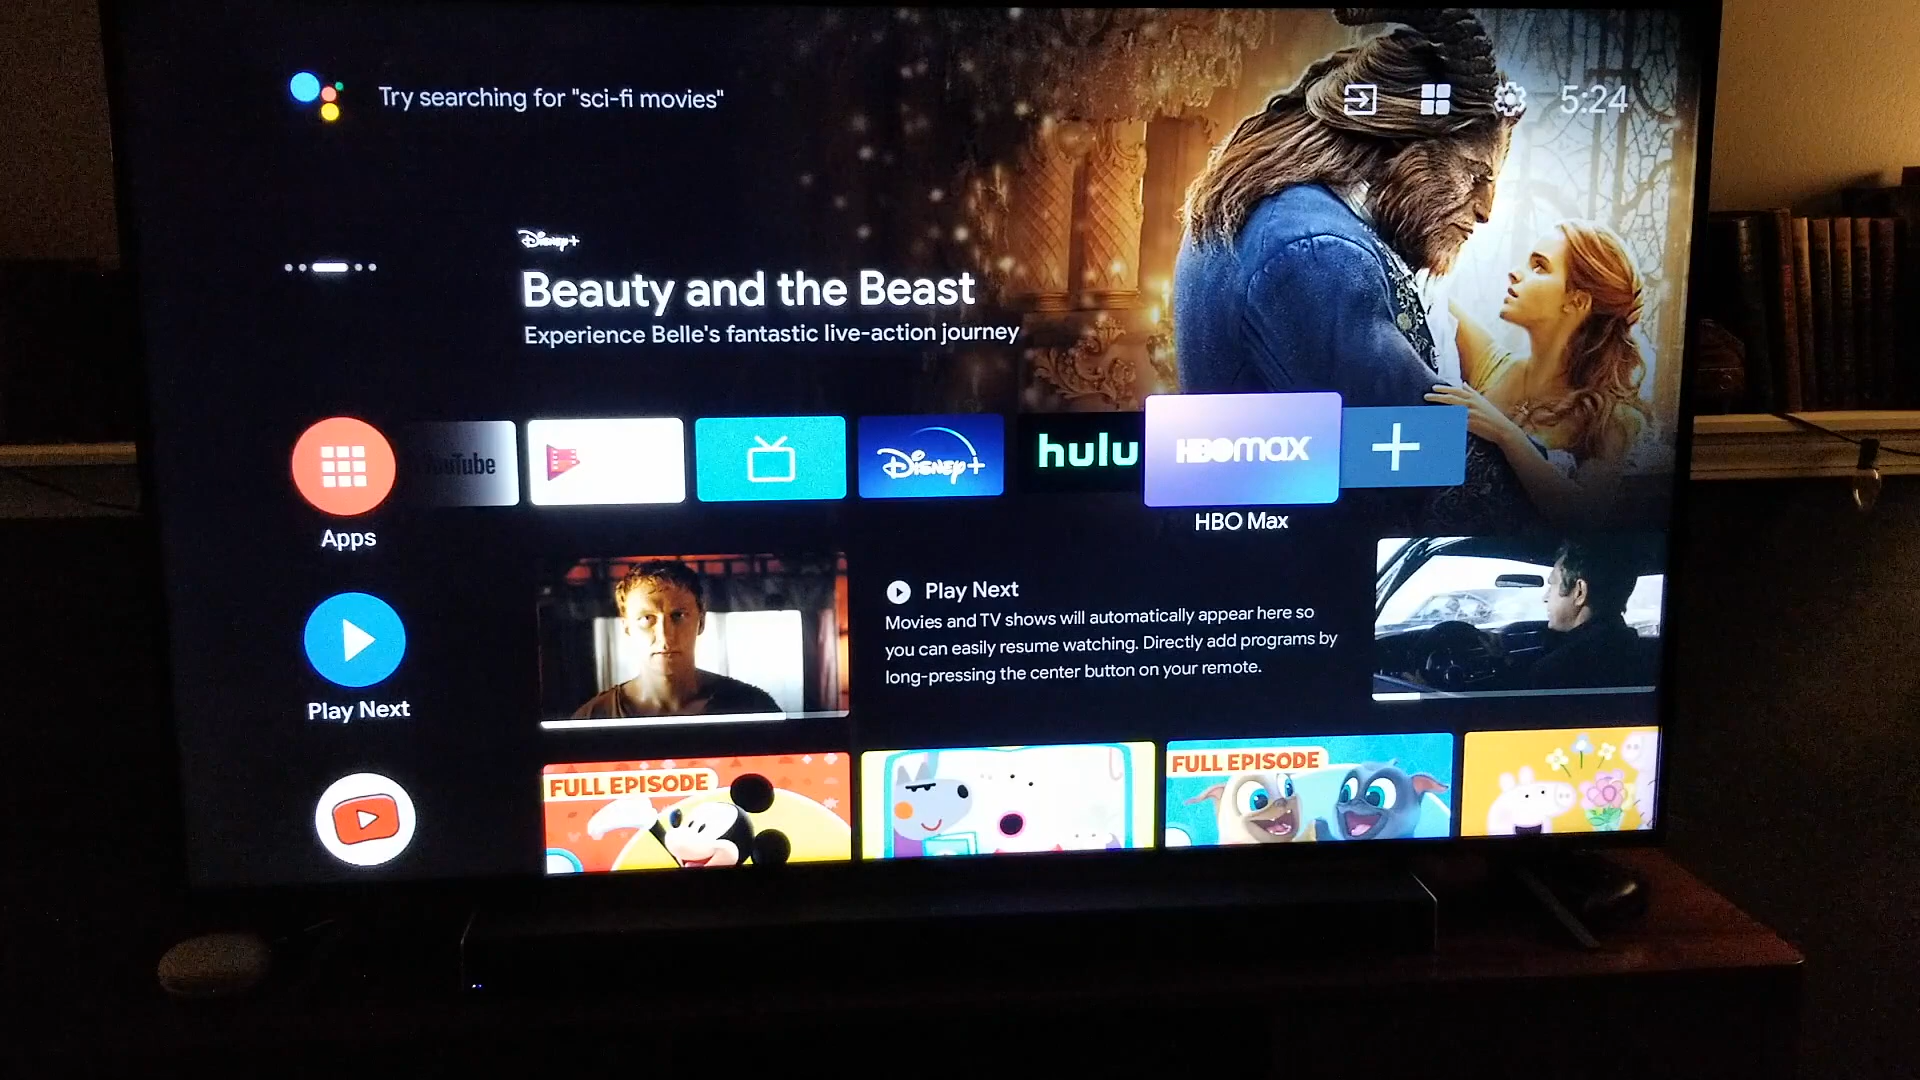 Try searching for "sci-fi movies"
5:24
Disney+
Beauty and the Beast
Experience Belle's fantastic live-action journey
YouTube
Disney+
hulu
HBOmax
HBO Max
Apps
Play Next
Movies and TV shows will automatically appear here so
you can easily resume watching. Directly add programs by
long-pressing the center button on your remote.
Play Next
FULL EPISODE
FULL EPISODE